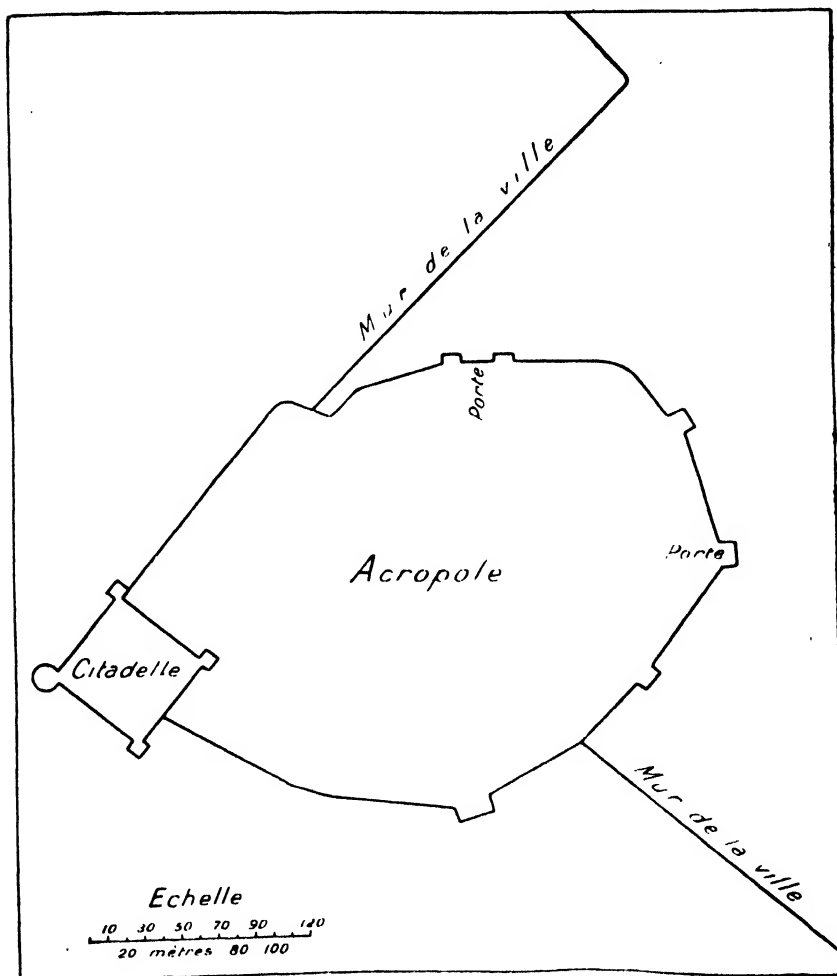 Mur de la ville
Porte
Porte
Acropole
Citadelle
Mur de la ville
Echelle
10 30 50 70 90 120
20 mètres 80 100